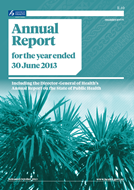 E.10
Annual
Report
for the year ended
30 June 2013
Including the Director-General of Health's
Annual Report on the State of Public Health